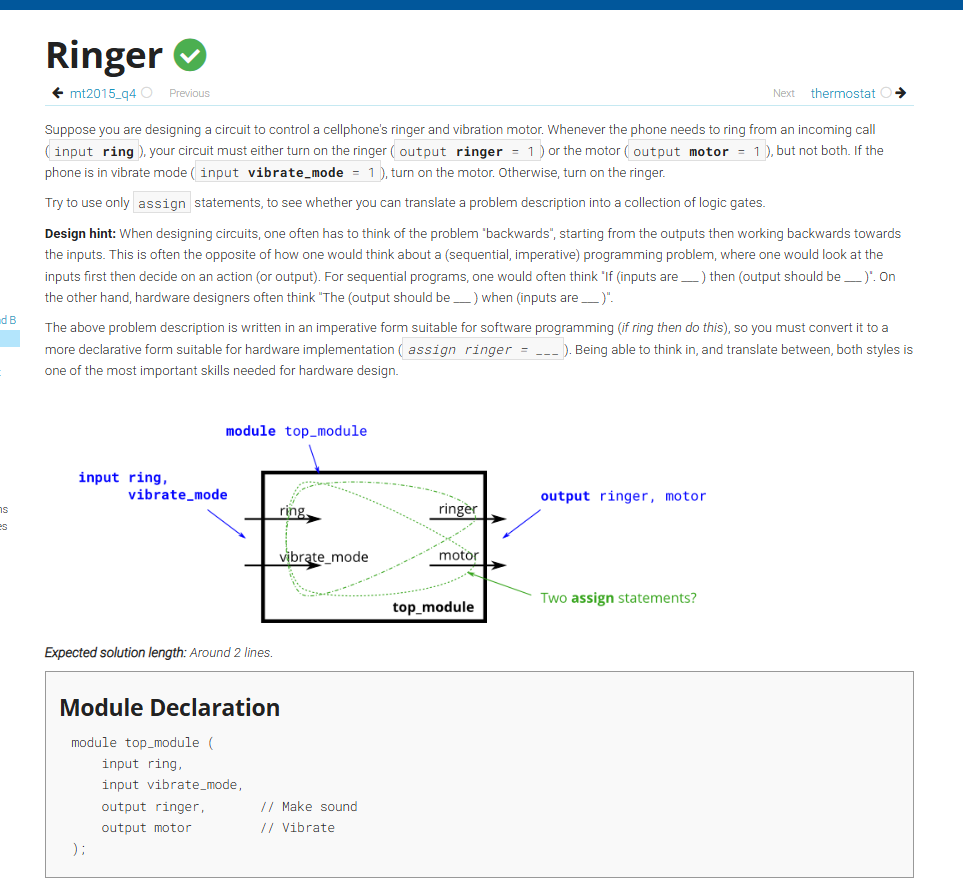 Ringer
mt2015_q4 Previous
Next thermostat
Suppose you are designing a circuit to control a cellphone's ringer and vibration motor. Whenever the phone needs to ring from an incoming call
( input ring ), your circuit must either turn on the ringer ( output ringer = 1 ) or the motor ( output motor = 1 ), but not both. If the
phone is in vibrate mode ( input vibrate_mode = 1 ), turn on the motor. Otherwise, turn on the ringer.
Try to use only assign statements, to see whether you can translate a problem description into a collection of logic gates.
Design hint: When designing circuits, one often has to think of the problem "backwards", starting from the outputs then working backwards towards
the inputs. This is often the opposite of how one would think about a (sequential, imperative) programming problem, where one would look at the
inputs first then decide on an action (or output). For sequential programs, one would often think "If (inputs are ___ ) then (output should be ___ )". On
the other hand, hardware designers often think "The (output should be ___ ) when (inputs are ___ )".
d B
The above problem description is written in an imperative form suitable for software programming (if ring then do this), so you must convert it to a
more declarative form suitable for hardware implementation ( assign ringer = ___ ). Being able to think in, and translate between, both styles is
one of the most important skills needed for hardware design.
module top_module
input ring,
vibrate_mode
output ringer, motor
ring
ringer
vibrate_mode
motor
top_module
Two assign statements?
ns
es
Expected solution length: Around 2 lines.
Module Declaration
module top_module (
input ring,
input vibrate_mode,
output ringer, // Make sound
output motor // Vibrate
);